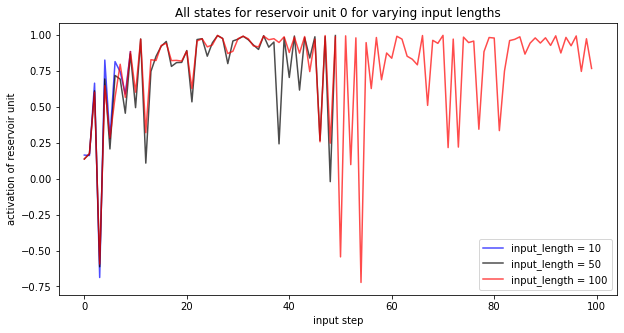 All states for reservoir unit 0 for varying input lengths
activation of reservoir unit
1.00
0.75
0.50
0.25
0.00
−0.25
−0.50
−0.75
0
20
40
60
80
100
input step
input_length = 10
input_length = 50
input_length = 100